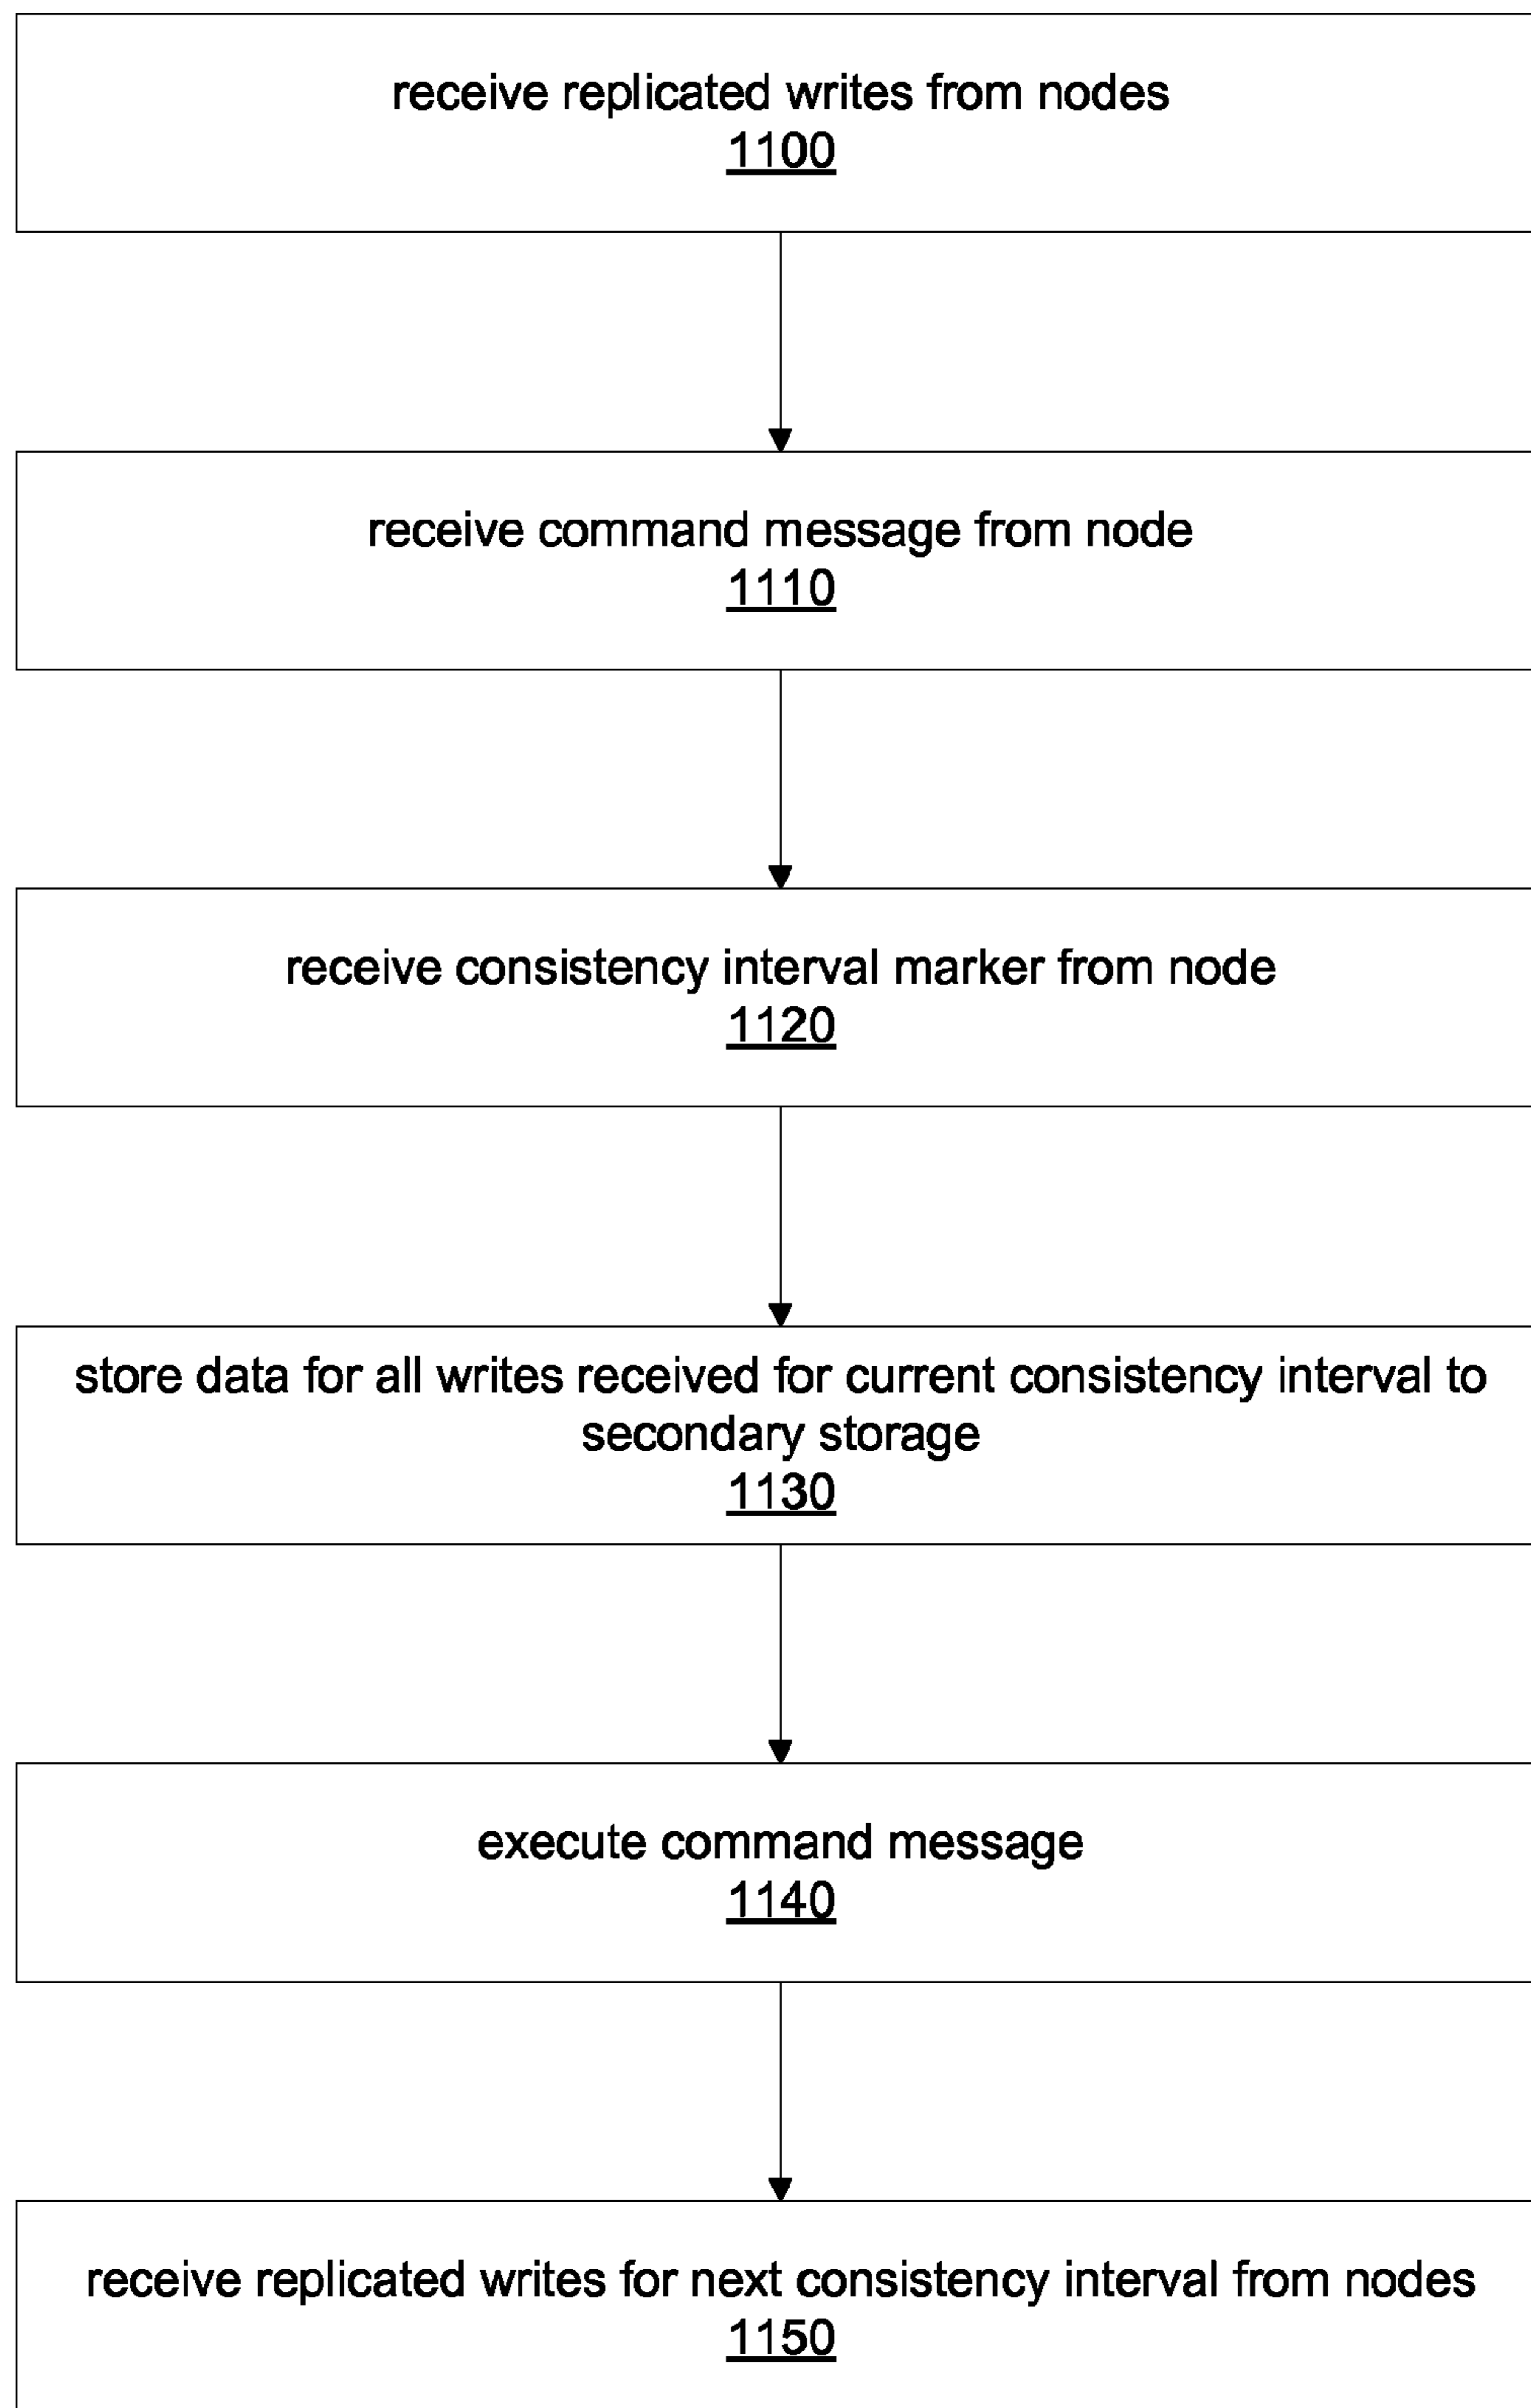 receive replicated writes from nodes
1100
receive command message from node
1110
receive consistency interval marker from node
1120
store data for all writes received for current consistency interval to
secondary storage
1130
execute command message
1140
receive replicated writes for next consistency interval from nodes
1150